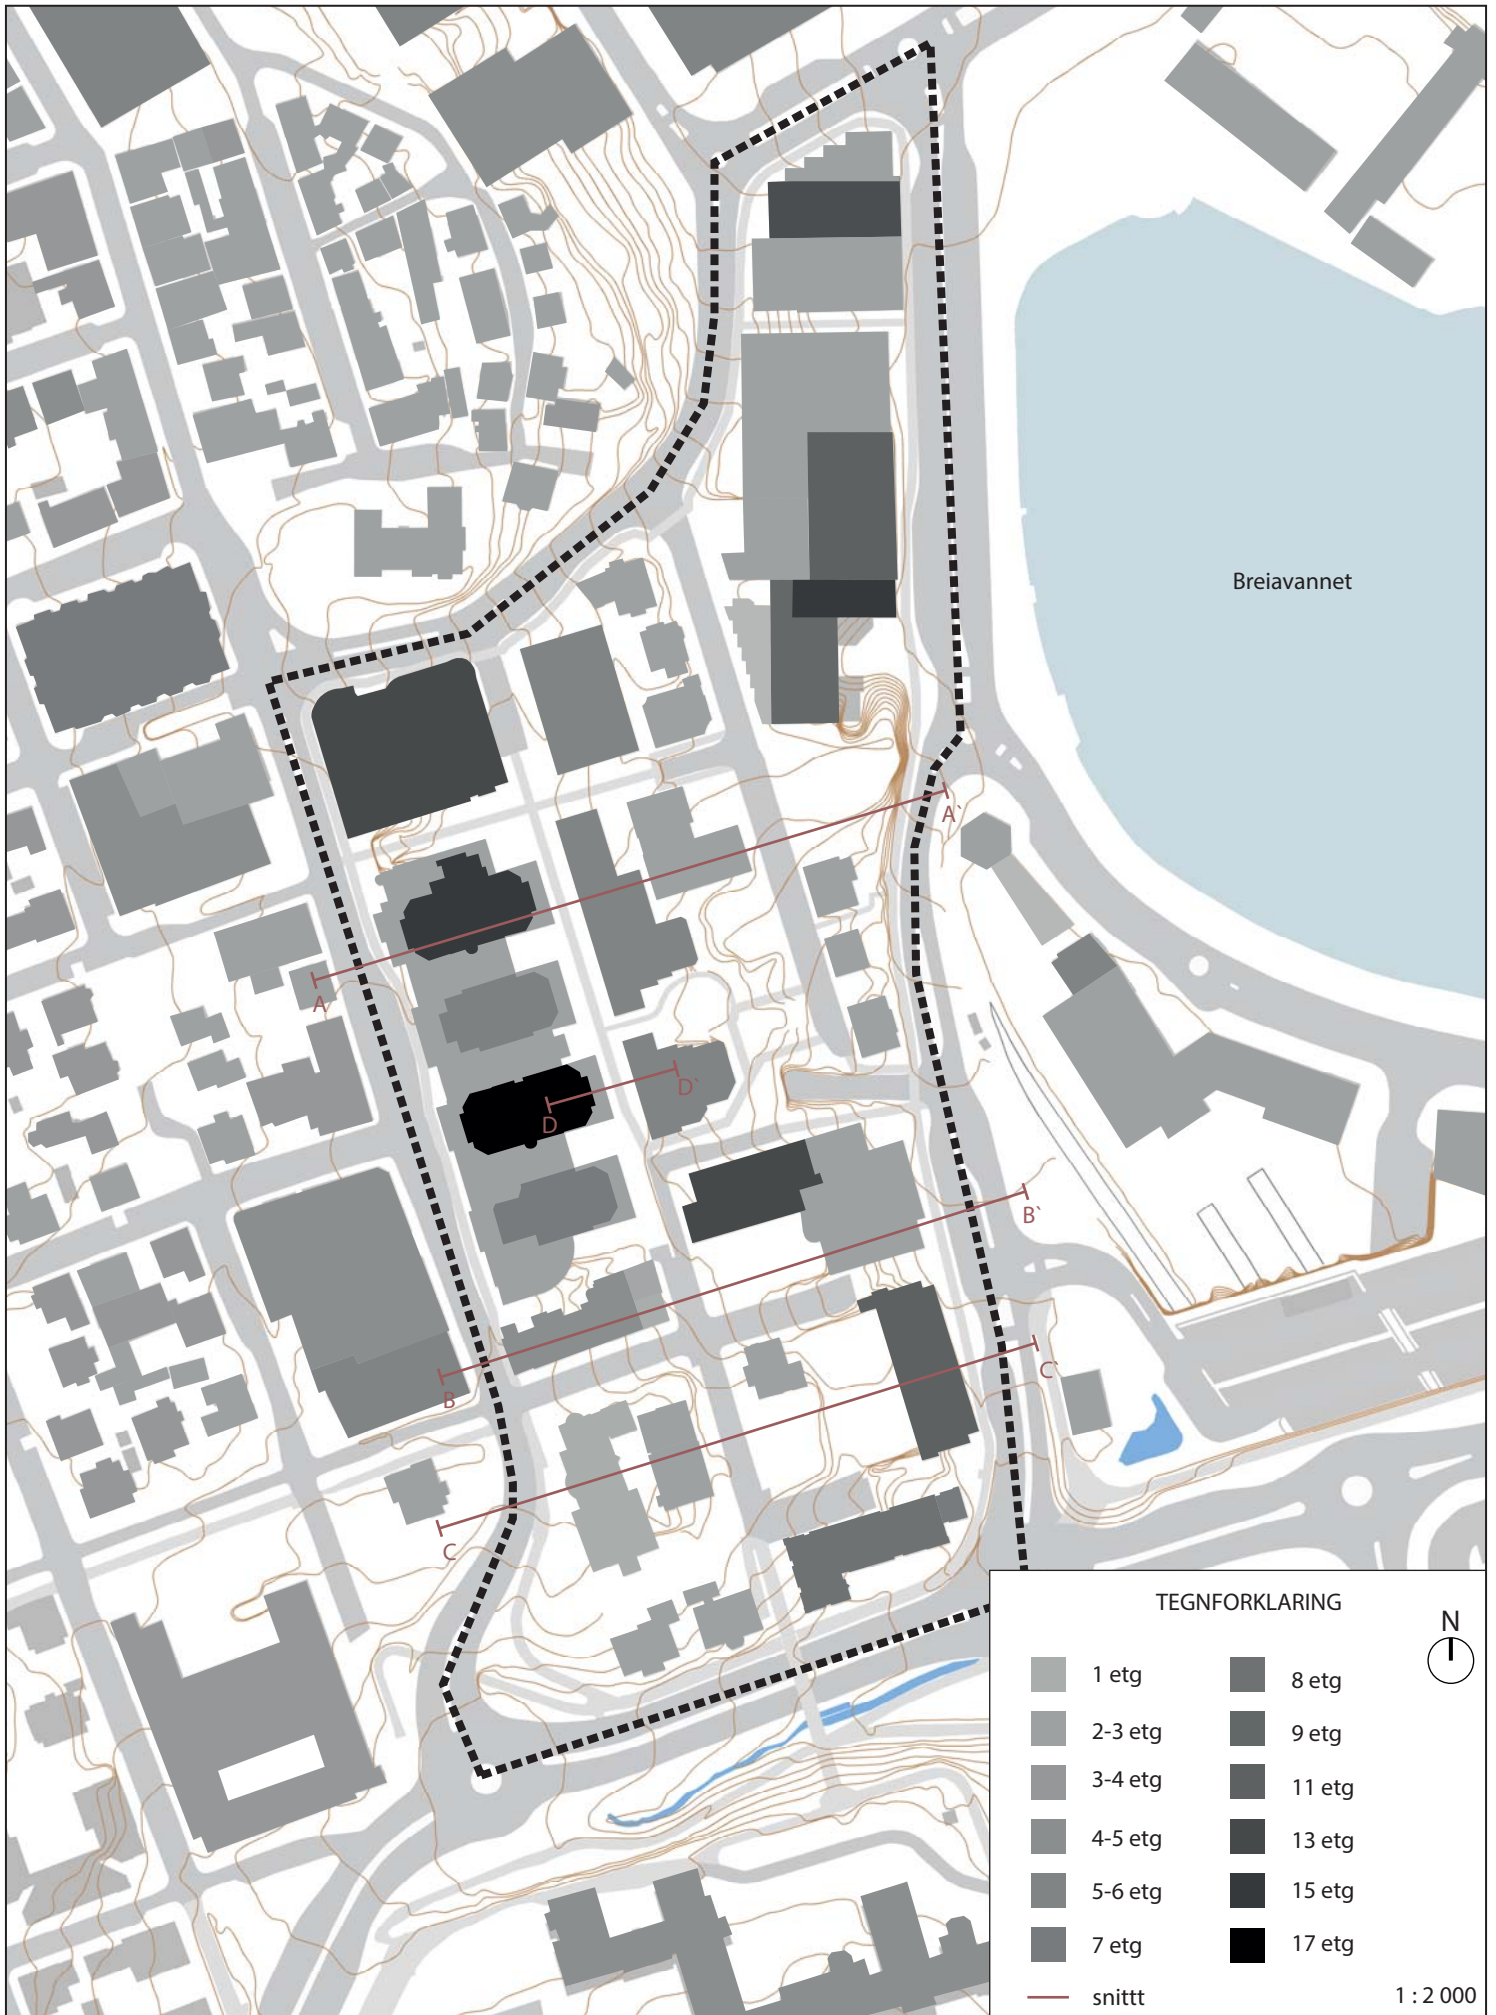 Breiavannet
A`
A
D`
D
B`
B
C`
C
TEGNFORKLARING
N
1 etg
2-3 etg
3-4 etg
4-5 etg
5-6 etg
7 etg
snittt
8 etg
9 etg
11 etg
13 etg
15 etg
17 etg
1 : 2 000